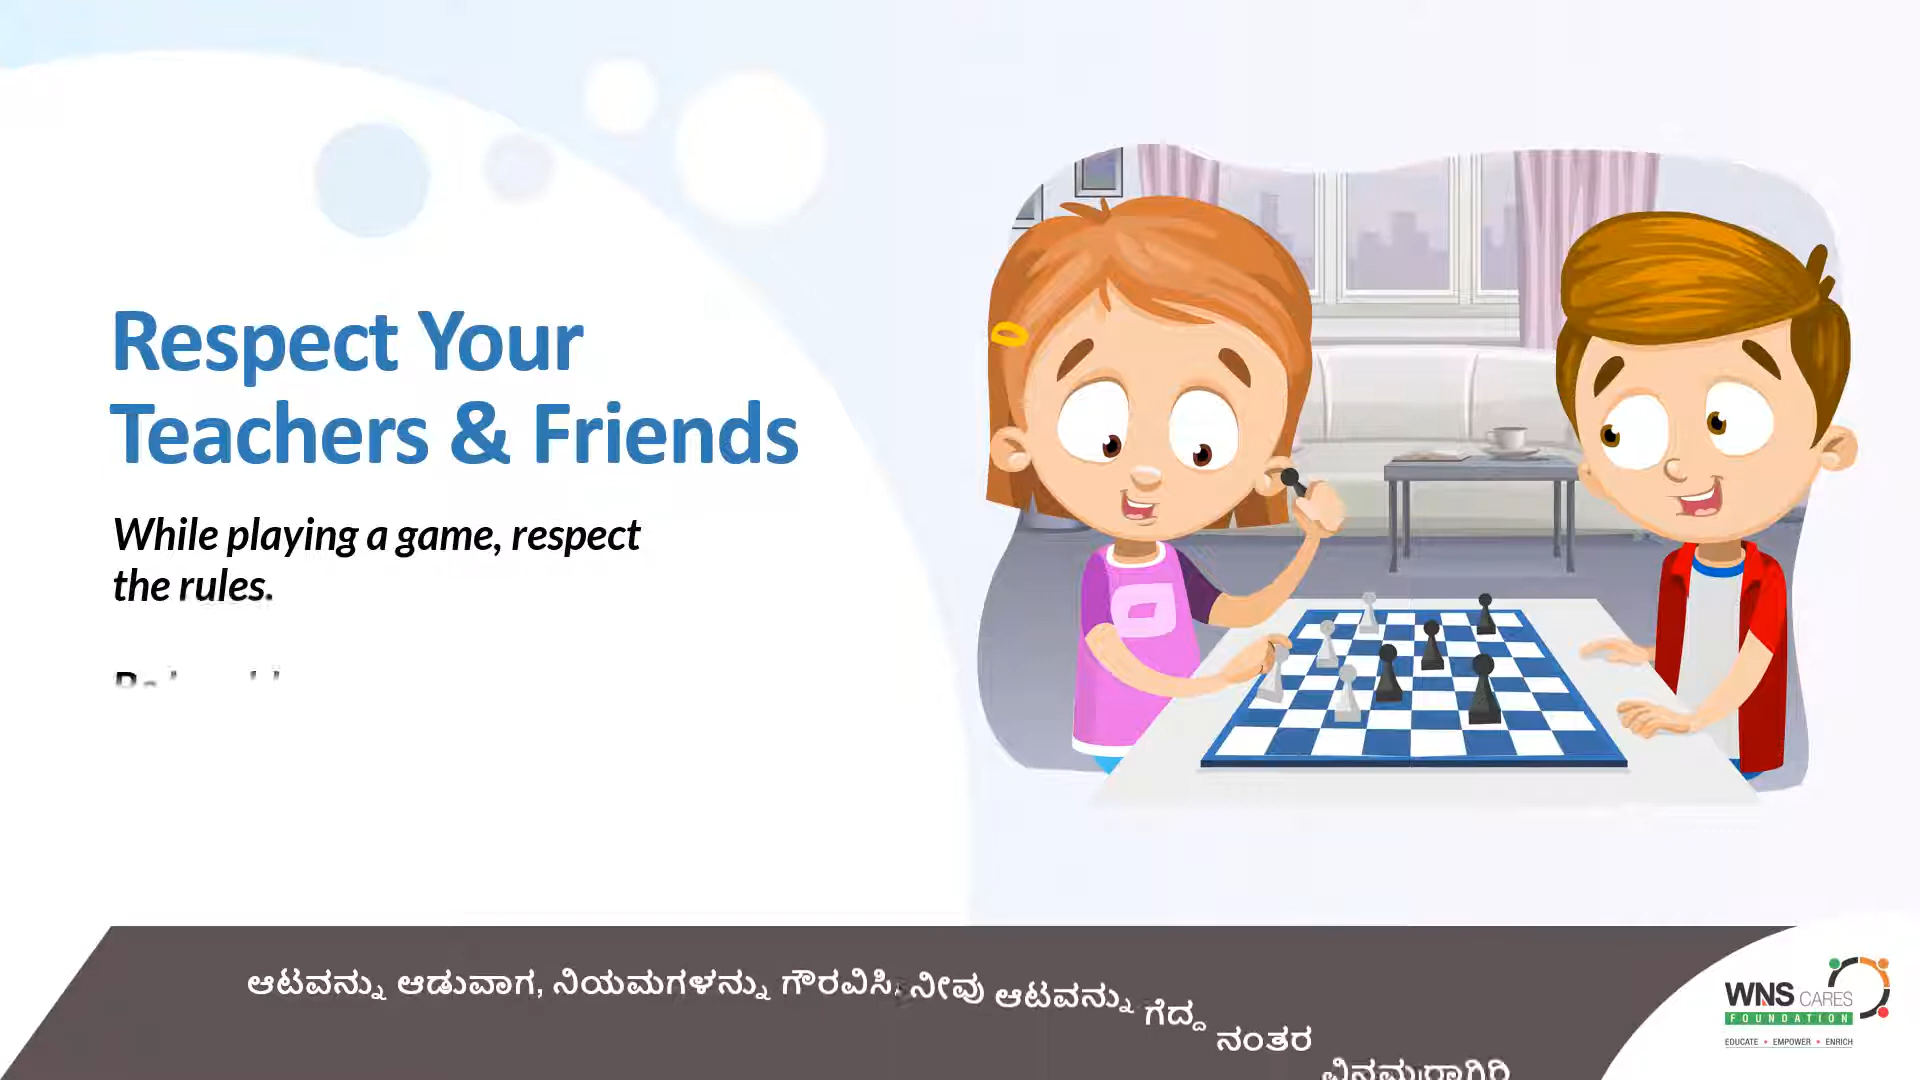 Respect Your
Teachers & Friends
While playing a game, respect
the rules.
ಆಟವನ್ನು ಆಡುವಾಗ, ನಿಯಮಗಳನ್ನು ಗೌರವಿಸಿ. ನೀವು ಆಟವನ್ನು ಗೆದ್ದ ನಂತರ
WNS CARES
FOUNDATION
EDUCATE • EMPOWER • ENRICH